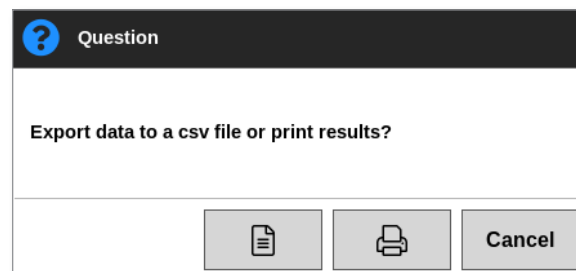 Question
Export data to a csv file or print results?
Cancel